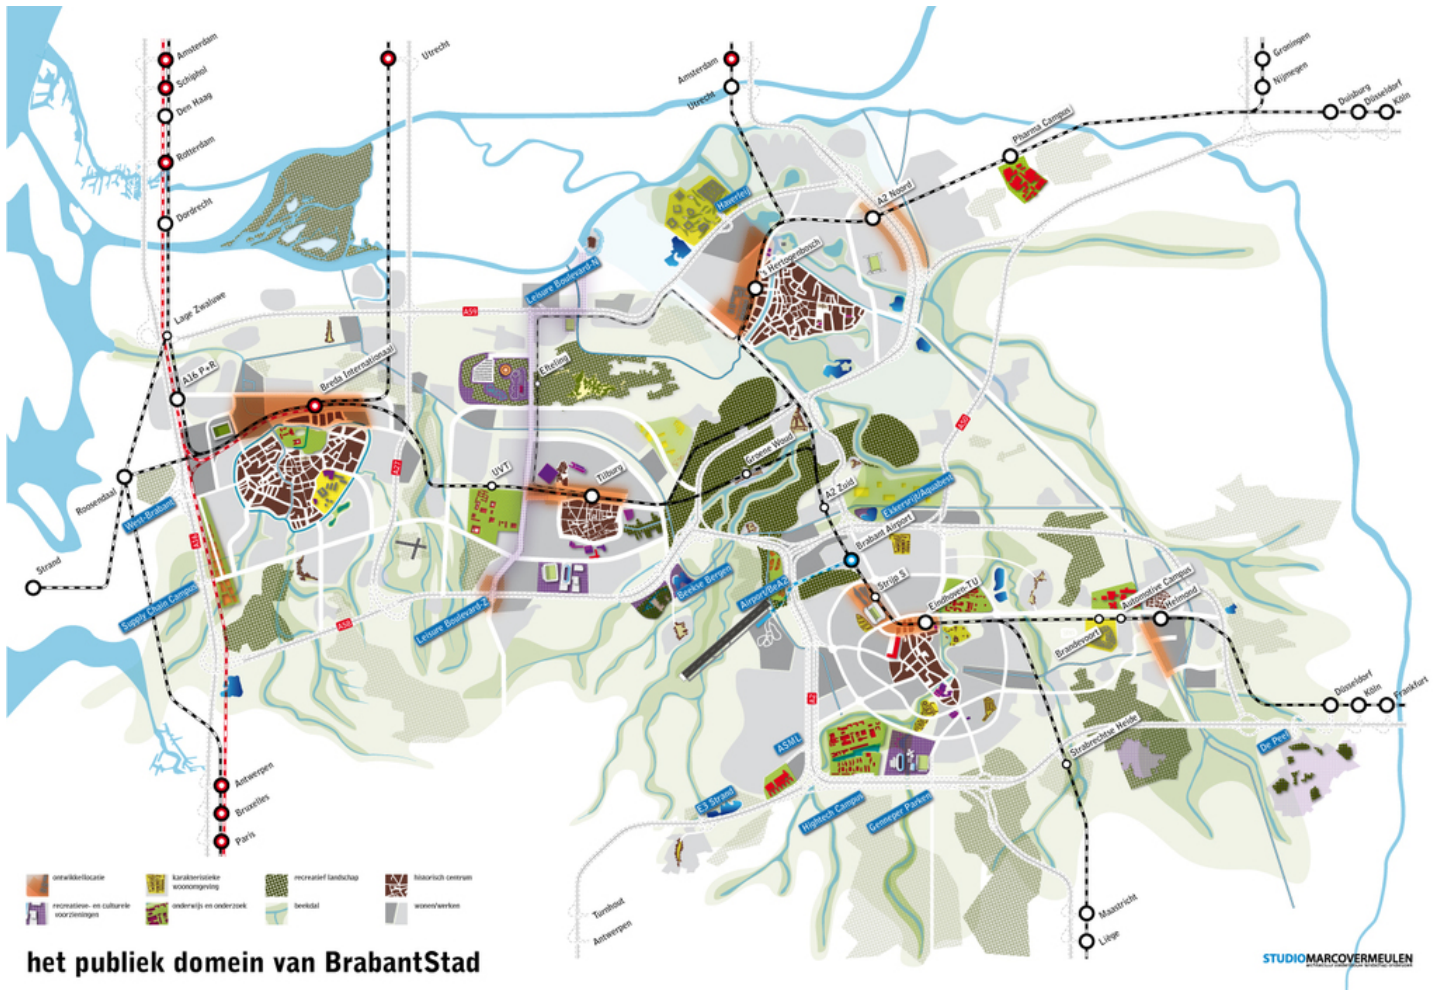 Amsterdam
Schiphol
Den Haag
Rotterdam
Dordrecht
Lage Zwaluwe
A16 P+R
Utrecht
Breda Internationaal
Roosendaal
Strand
West-Brabant
Supply Chain Campus
A16
A27
A58
A59
Antwerpen
Bruxelles
Paris
Amsterdam
Utrecht
Haverleij
's Hertogenbosch
A2 Noord
Pharma Campus
Groningen
Nijmegen
Duisburg
Düsseldorf
Köln
Leisure Boulevard-N
Efteling
UVT
Tilburg
Leisure Boulevard-Z
Beekse Bergen
Groene Woud
A2 Zuid
A50
Ekkersrijt/Aquabest
Brabant Airport
Airport/BeA2
Strijp S
Eindhoven-TU
Automotive Campus
Helmond
Brandevoort
A2
ASML
E3 Strand
Hightech Campus
Genneper Parken
Strabrechtse Heide
De Peel
Düsseldorf
Köln
Frankfurt
Maastricht
Liège
Turnhout
Antwerpen
ontwikkellocatie
karakteristieke
woonomgeving
recreatief landschap
historisch centrum
recreatieve- en culturele
voorzieningen
onderwijs en onderzoek
beekdal
wonen/werken
het publiek domein van BrabantStad
STUDIOMARCOVERMEULEN